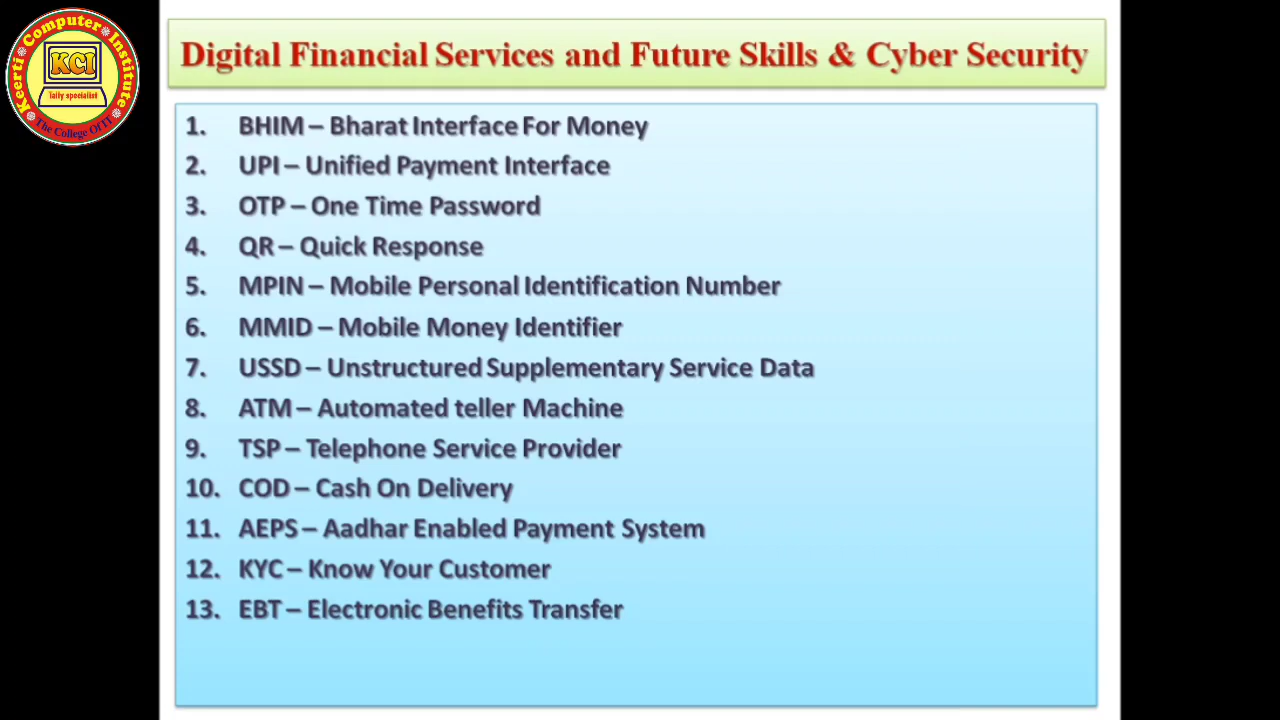 Keerti Computer Institute
KCI
Tally specialist
The College Of IT
Digital Financial Services and Future Skills & Cyber Security
1. BHIM – Bharat Interface For Money
2. UPI – Unified Payment Interface
3. OTP – One Time Password
4. QR – Quick Response
5. MPIN – Mobile Personal Identification Number
6. MMID – Mobile Money Identifier
7. USSD – Unstructured Supplementary Service Data
8. ATM – Automated teller Machine
9. TSP – Telephone Service Provider
10. COD – Cash On Delivery
11. AEPS – Aadhar Enabled Payment System
12. KYC – Know Your Customer
13. EBT – Electronic Benefits Transfer